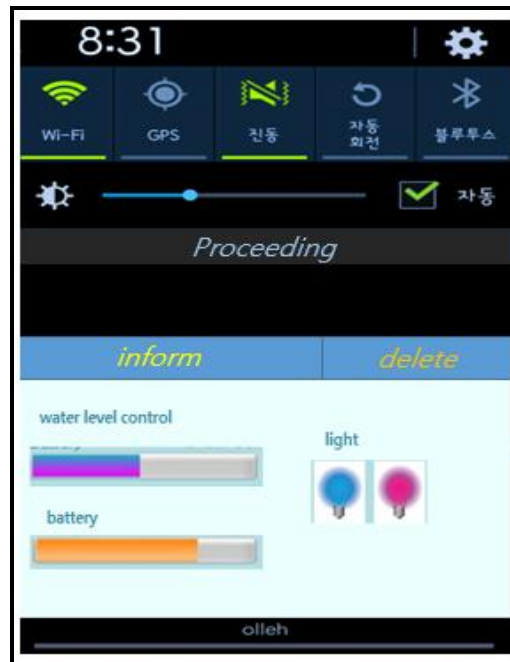 8:31
Wi-Fi GPS 진동 자동 회전 블루투스
자동
Proceeding
inform delete
water level control
light
battery
olleh